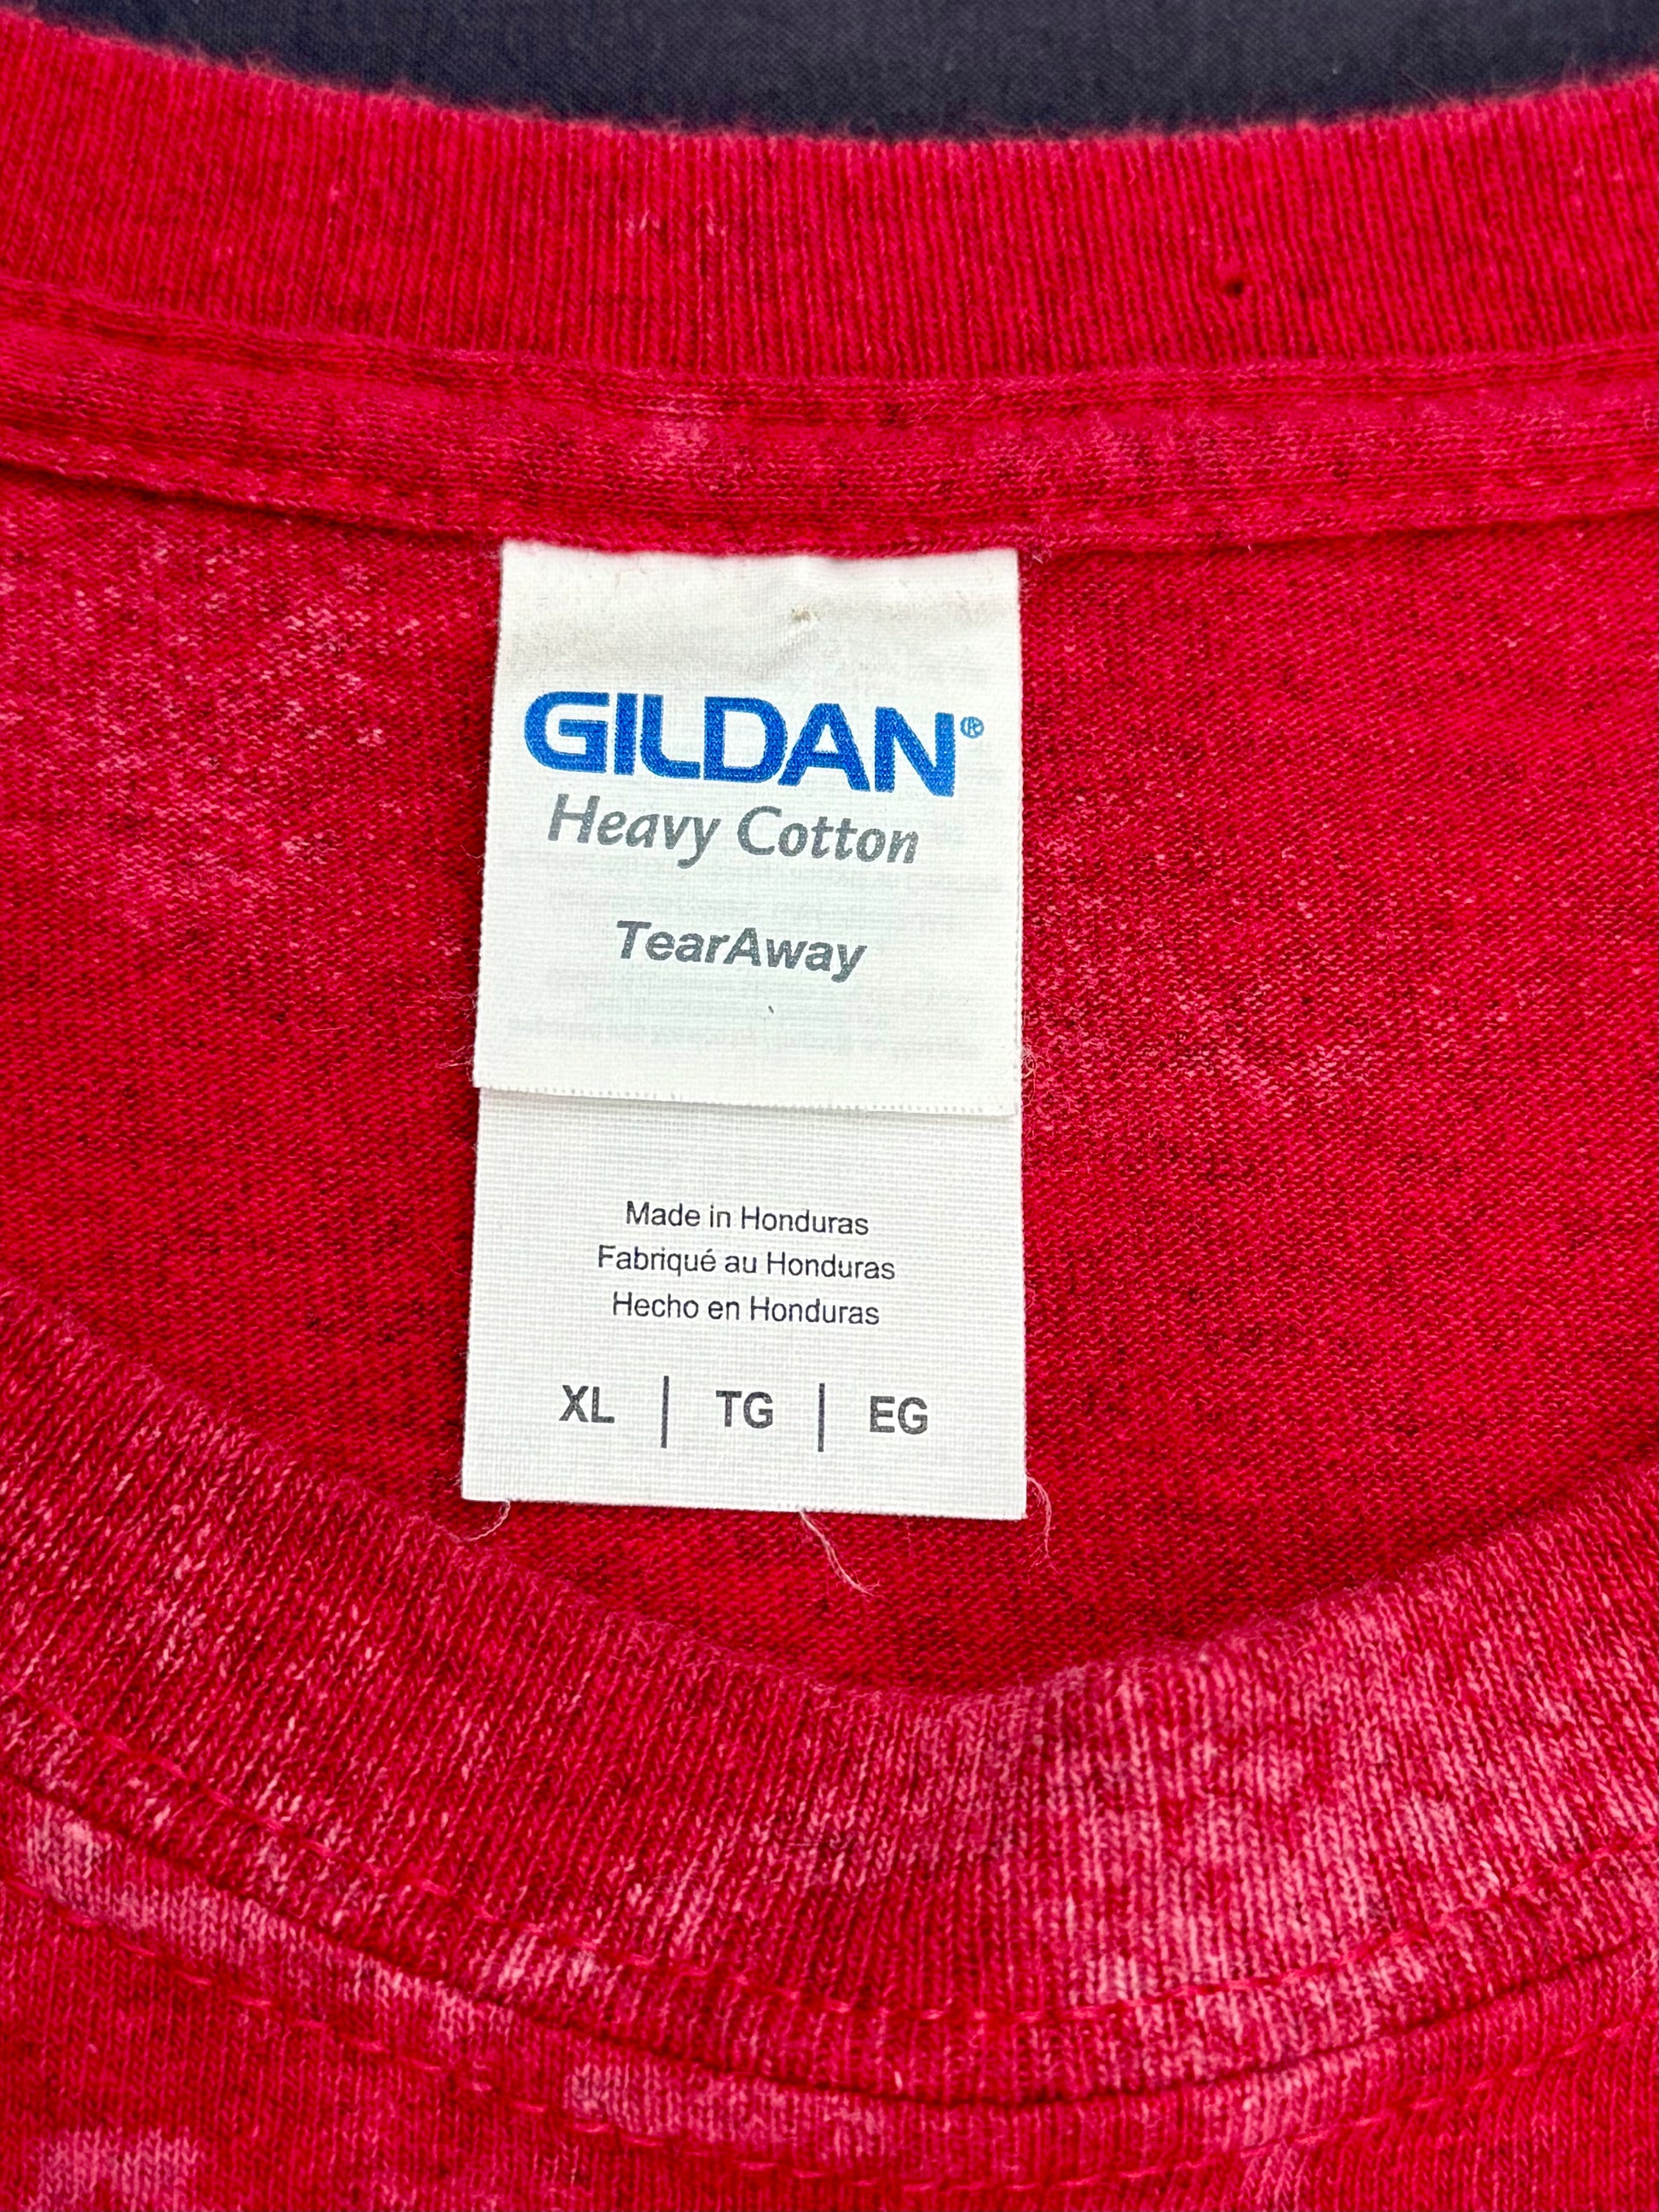 GILDAN®
Heavy Cotton
TearAway
Made in Honduras
Fabriqué au Honduras
Hecho en Honduras
XL | TG | EG